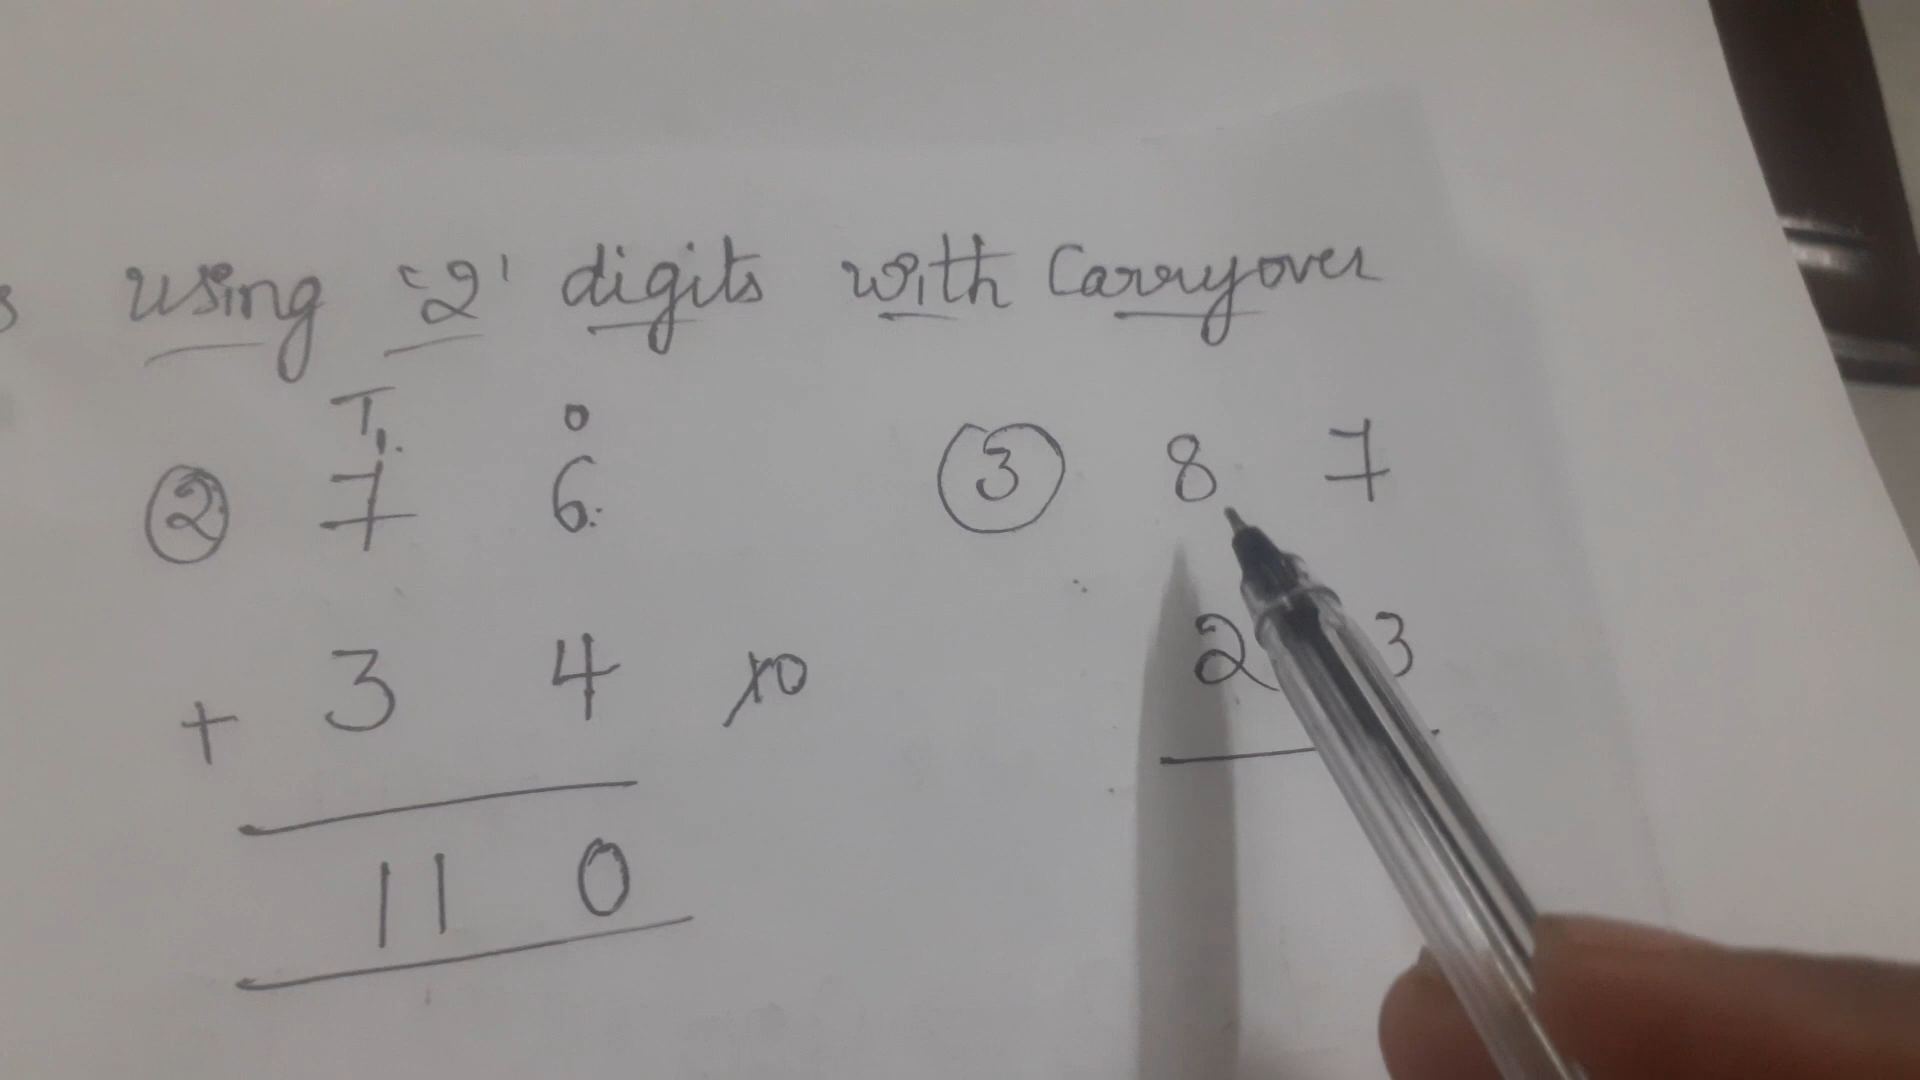 using '2' digits with Carryover
T o
② 7 6
+ 3 4 10
11 0
③ 8 7
2 3